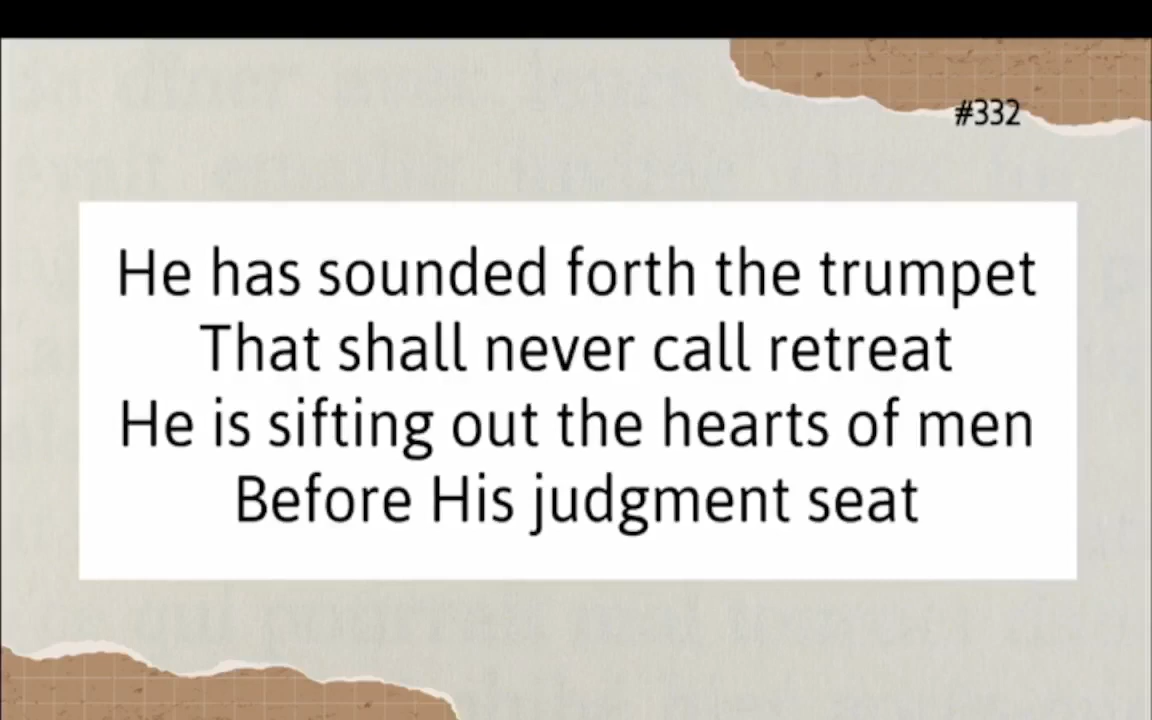 #332
He has sounded forth the trumpet
That shall never call retreat
He is sifting out the hearts of men
Before His judgment seat